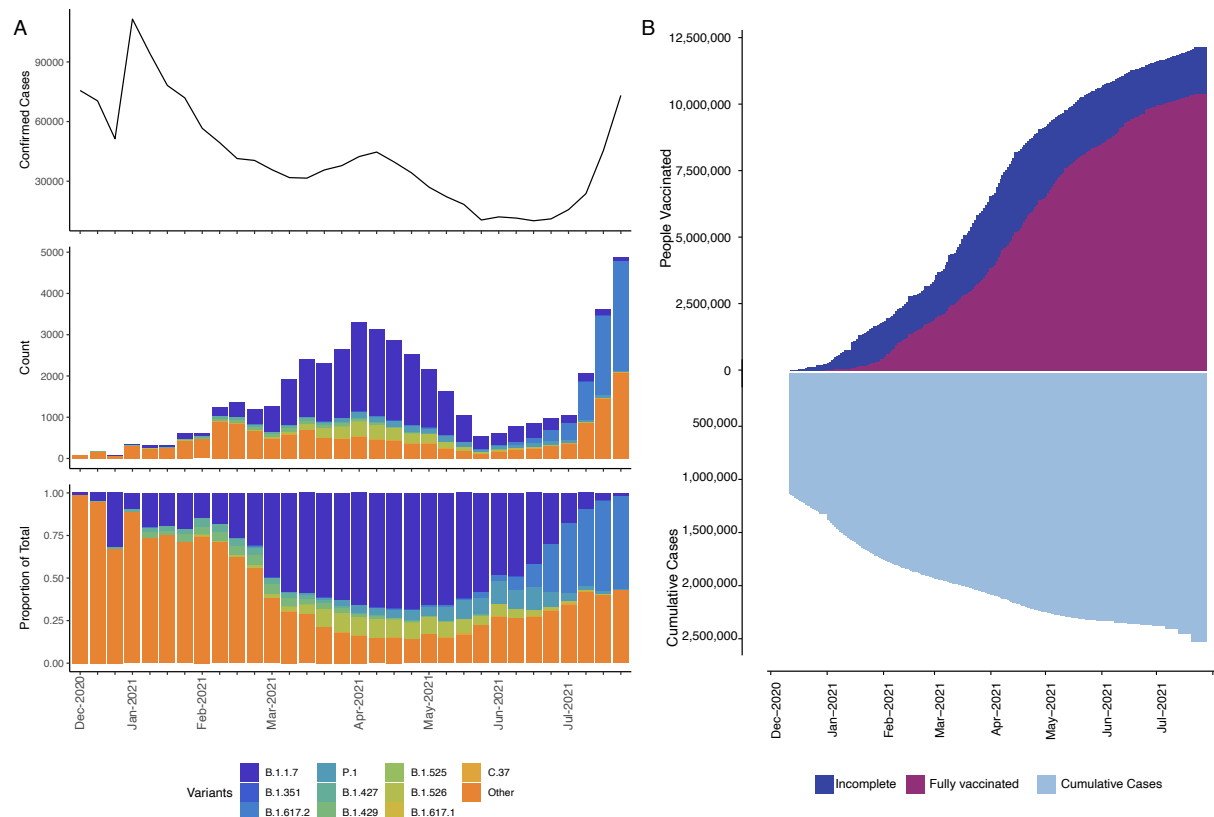 A
Confirmed Cases
90000
60000
30000
Count
5000
4000
3000
2000
1000
0
Proportion of Total
1.00
0.75
0.50
0.25
0.00
Dec-2020
Jan-2021
Feb-2021
Mar-2021
Apr-2021
May-2021
Jun-2021
Jul-2021
Variants
B.1.1.7 P.1 B.1.525 C.37
B.1.351 B.1.427 B.1.526 Other
B.1.617.2 B.1.429 B.1.617.1
B
People Vaccinated
12,500,000
10,000,000
7,500,000
5,000,000
2,500,000
0
Cumulative Cases
500,000
1,000,000
1,500,000
2,000,000
2,500,000
Dec–2020
Jan–2021
Feb–2021
Mar–2021
Apr–2021
May–2021
Jun–2021
Jul–2021
Incomplete Fully vaccinated Cumulative Cases